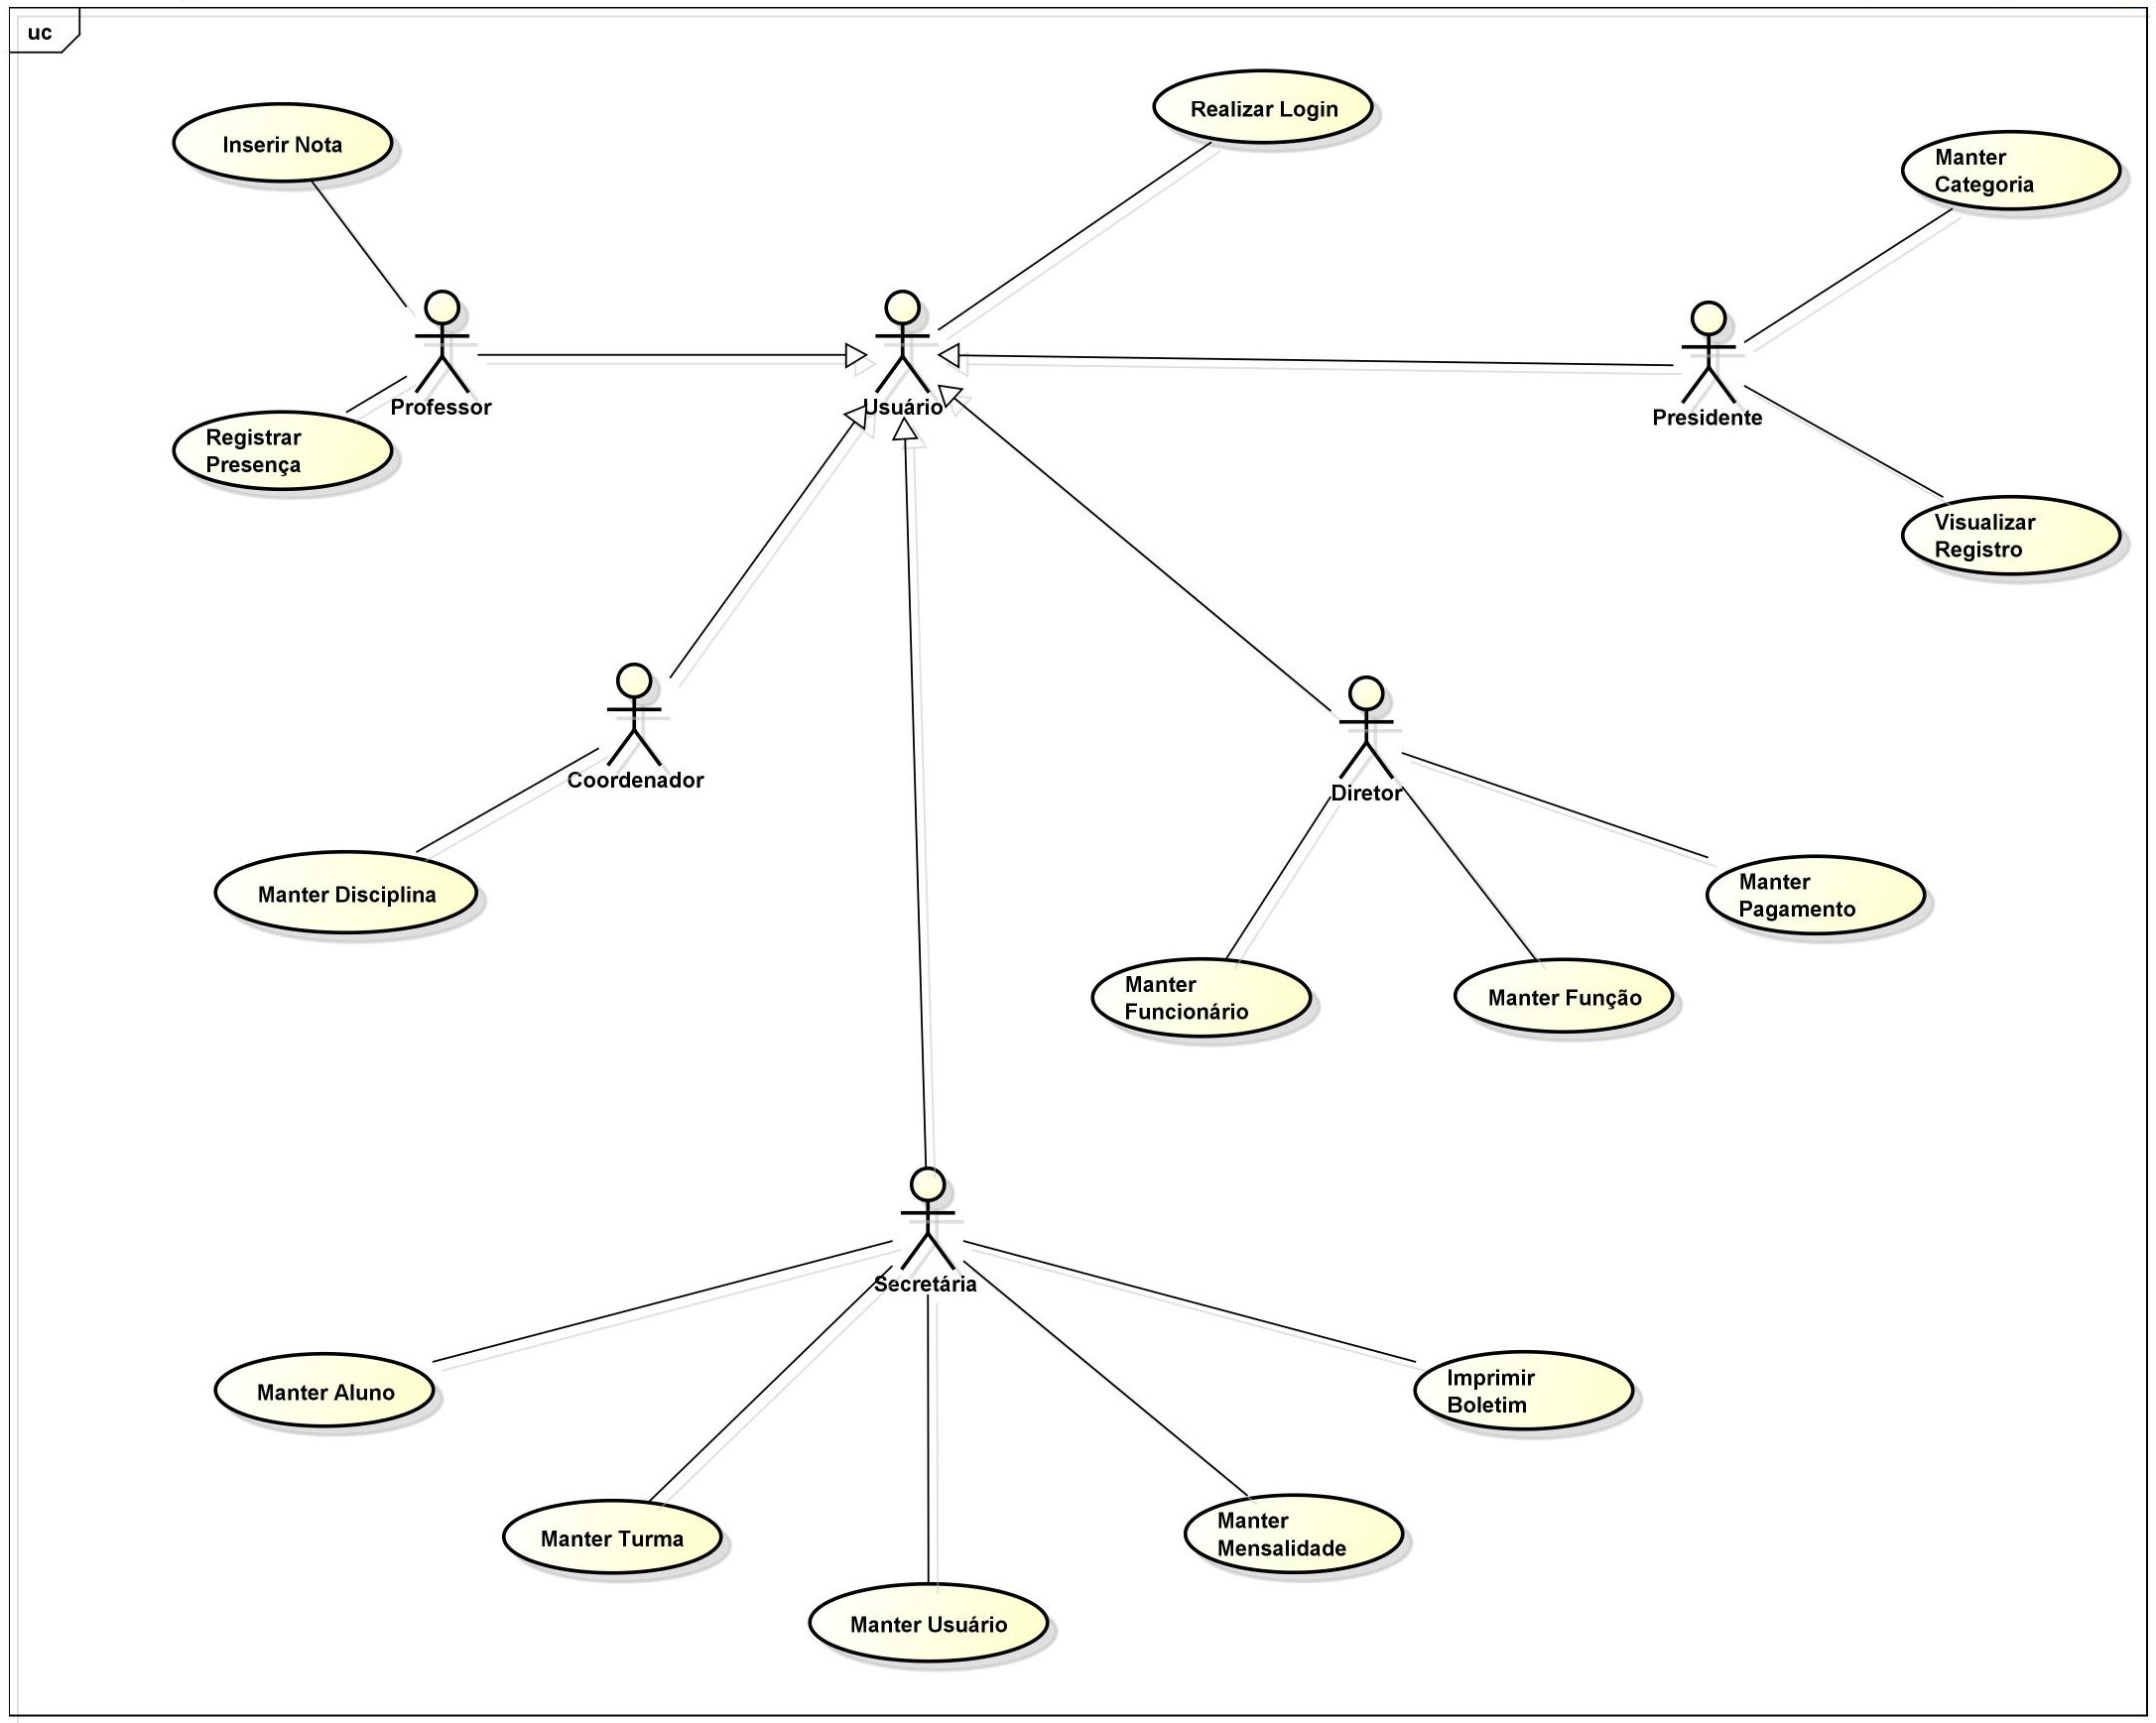 uc
Realizar Login
Inserir Nota
Manter
Categoria
Professor
Usuário
Presidente
Registrar
Presença
Visualizar
Registro
Coordenador
Diretor
Manter Disciplina
Manter
Pagamento
Manter
Funcionário
Manter Função
Secretária
Manter Aluno
Imprimir
Boletim
Manter Turma
Manter
Mensalidade
Manter Usuário